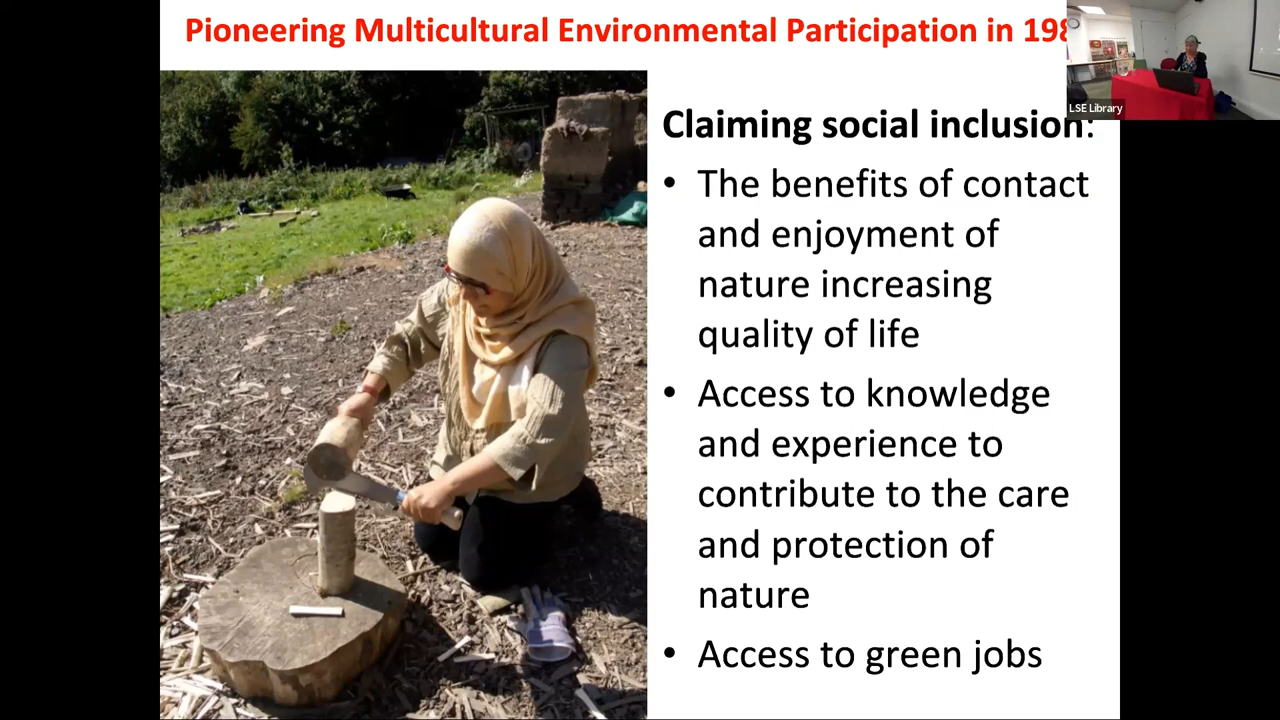 Pioneering Multicultural Environmental Participation in 198
LSE Library
Claiming social inclusion:
• The benefits of contact
and enjoyment of
nature increasing
quality of life
• Access to knowledge
and experience to
contribute to the care
and protection of
nature
• Access to green jobs